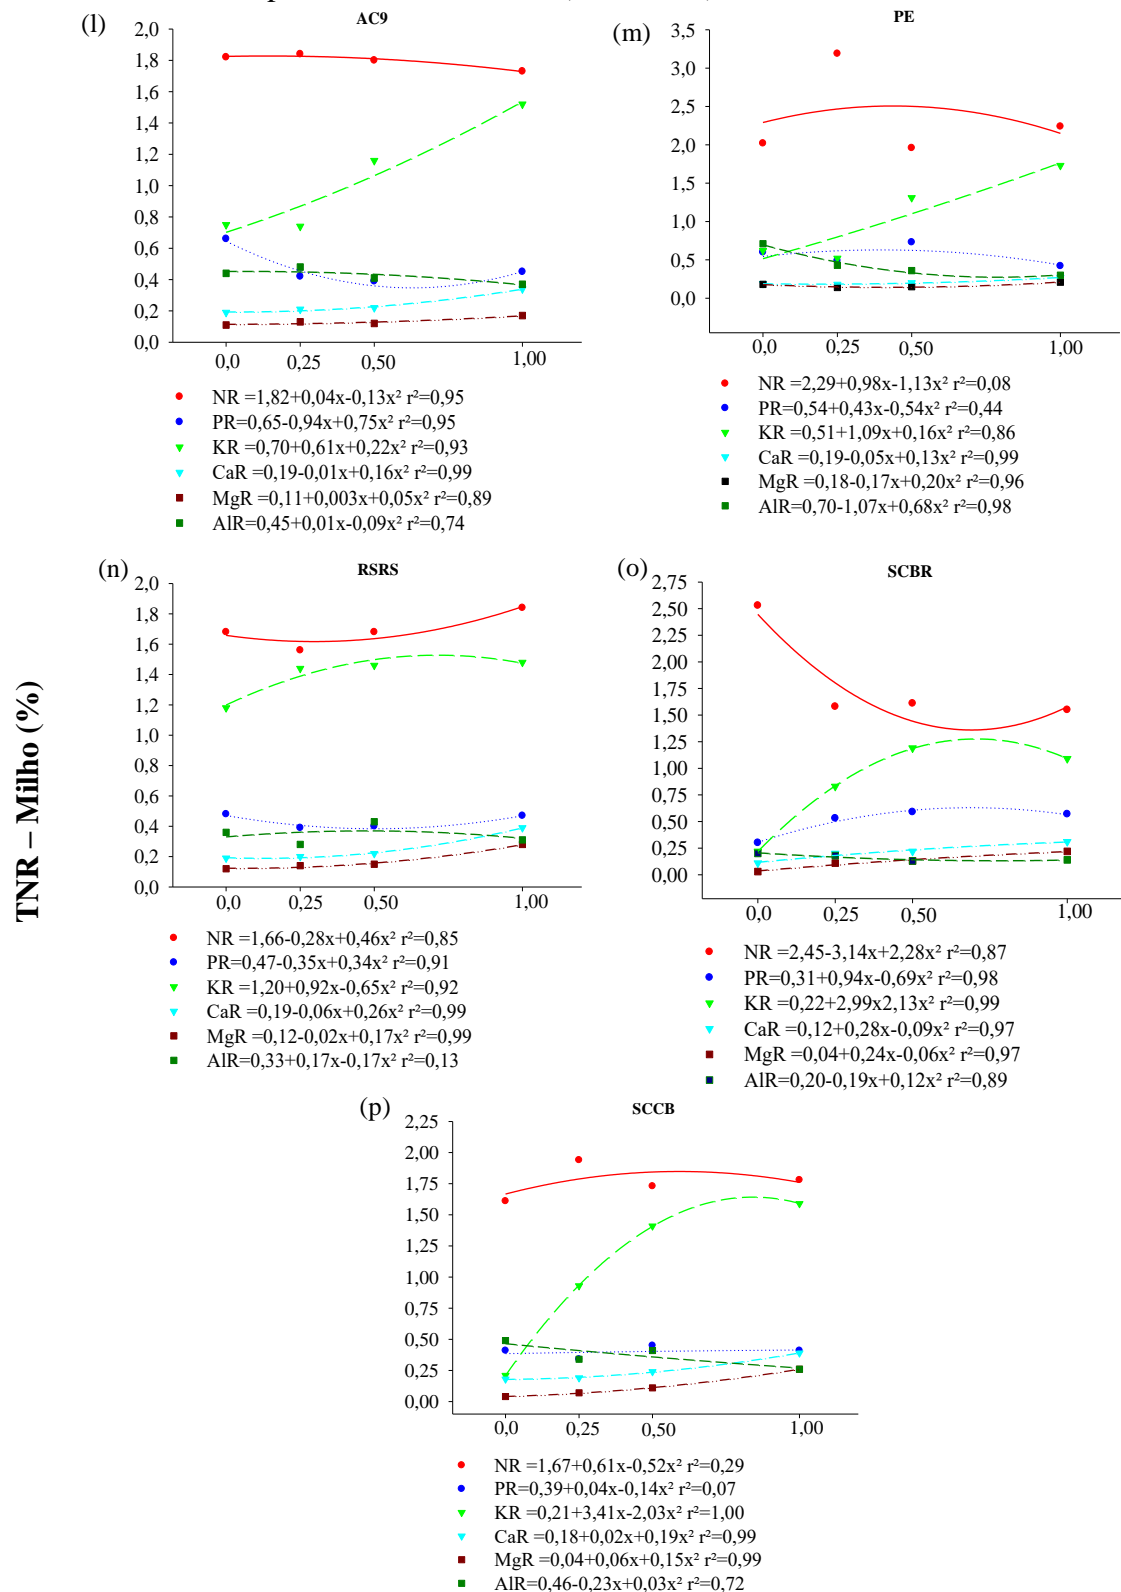 (l)
AC9
2,0
1,8
1,6
1,4
1,2
1,0
0,8
0,6
0,4
0,2
0,0
0,0 0,25 0,50 1,00
NR =1,82+0,04x-0,13x² r²=0,95
PR=0,65-0,94x+0,75x² r²=0,95
KR =0,70+0,61x+0,22x² r²=0,93
CaR =0,19-0,01x+0,16x² r²=0,99
MgR =0,11+0,003x+0,05x² r²=0,89
AlR=0,45+0,01x-0,09x² r²=0,74
(m)
PE
3,5
3,0
2,5
2,0
1,5
1,0
0,5
0,0
0,0 0,25 0,50 1,00
NR =2,29+0,98x-1,13x² r²=0,08
PR=0,54+0,43x-0,54x² r²=0,44
KR =0,51+1,09x+0,16x² r²=0,86
CaR =0,19-0,05x+0,13x² r²=0,99
MgR =0,18-0,17x+0,20x² r²=0,96
AlR=0,70-1,07x+0,68x² r²=0,98
TNR – Milho (%)
(n)
RSRS
2,0
1,8
1,6
1,4
1,2
1,0
0,8
0,6
0,4
0,2
0,0
0,0 0,25 0,50 1,00
NR =1,66-0,28x+0,46x² r²=0,85
PR=0,47-0,35x+0,34x² r²=0,91
KR =1,20+0,92x-0,65x² r²=0,92
CaR =0,19-0,06x+0,26x² r²=0,99
MgR =0,12-0,02x+0,17x² r²=0,99
AlR=0,33+0,17x-0,17x² r²=0,13
(o)
SCBR
2,75
2,50
2,25
2,00
1,75
1,50
1,25
1,00
0,75
0,50
0,25
0,00
0,0 0,25 0,50 1,00
NR =2,45-3,14x+2,28x² r²=0,87
PR=0,31+0,94x-0,69x² r²=0,98
KR =0,22+2,99x2,13x² r²=0,99
CaR =0,12+0,28x-0,09x² r²=0,97
MgR =0,04+0,24x-0,06x² r²=0,97
AlR=0,20-0,19x+0,12x² r²=0,89
(p)
SCCB
2,25
2,00
1,75
1,50
1,25
1,00
0,75
0,50
0,25
0,00
0,0 0,25 0,50 1,00
NR =1,67+0,61x-0,52x² r²=0,29
PR=0,39+0,04x-0,14x² r²=0,07
KR =0,21+3,41x-2,03x² r²=1,00
CaR =0,18+0,02x+0,19x² r²=0,99
MgR =0,04+0,06x+0,15x² r²=0,99
AlR=0,46-0,23x+0,03x² r²=0,72